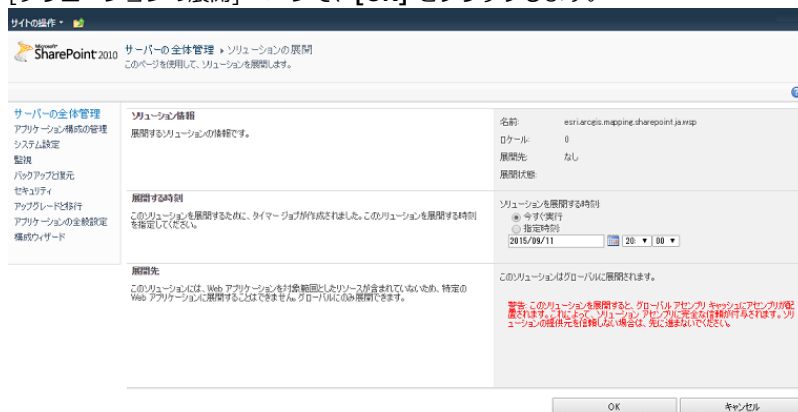 [ソリューションの展開] ページで、[OK] をクリックします。
サイトの操作
Microsoft SharePoint 2010
サーバーの全体管理 ▸ ソリューションの展開
このページを使用して、ソリューションを展開します。
サーバーの全体管理
アプリケーション構成の管理
システム設定
監視
バックアップと復元
セキュリティ
アップグレードと移行
アプリケーションの全般設定
構成ウィザード
ソリューション情報
展開するソリューションの情報です。
名前: esri.arcgis.mapping.sharepoint.ja.wsp
ロケール: 0
展開先: なし
展開状態:
展開する時刻
このソリューションを展開するために、タイマー ジョブが作成されました。このソリューションを展開する時刻
を指定してください。
ソリューションを展開する時刻:
今すぐ実行
指定時刻:
2015/09/11 20: 00
展開先
このソリューションには、Web アプリケーションを対象範囲としたリソースが含まれていないため、特定の
Web アプリケーションに展開することはできません。グローバルにのみ展開できます。
このソリューションはグローバルに展開されます。
警告: このソリューションを展開すると、グローバル アセンブリ キャッシュにアセンブリが配
置されます。これによって、ソリューション アセンブリに完全な信頼が付与されます。ソリ
ューションの提供元を信頼しない場合は、先に進まないでください。
OK キャンセル